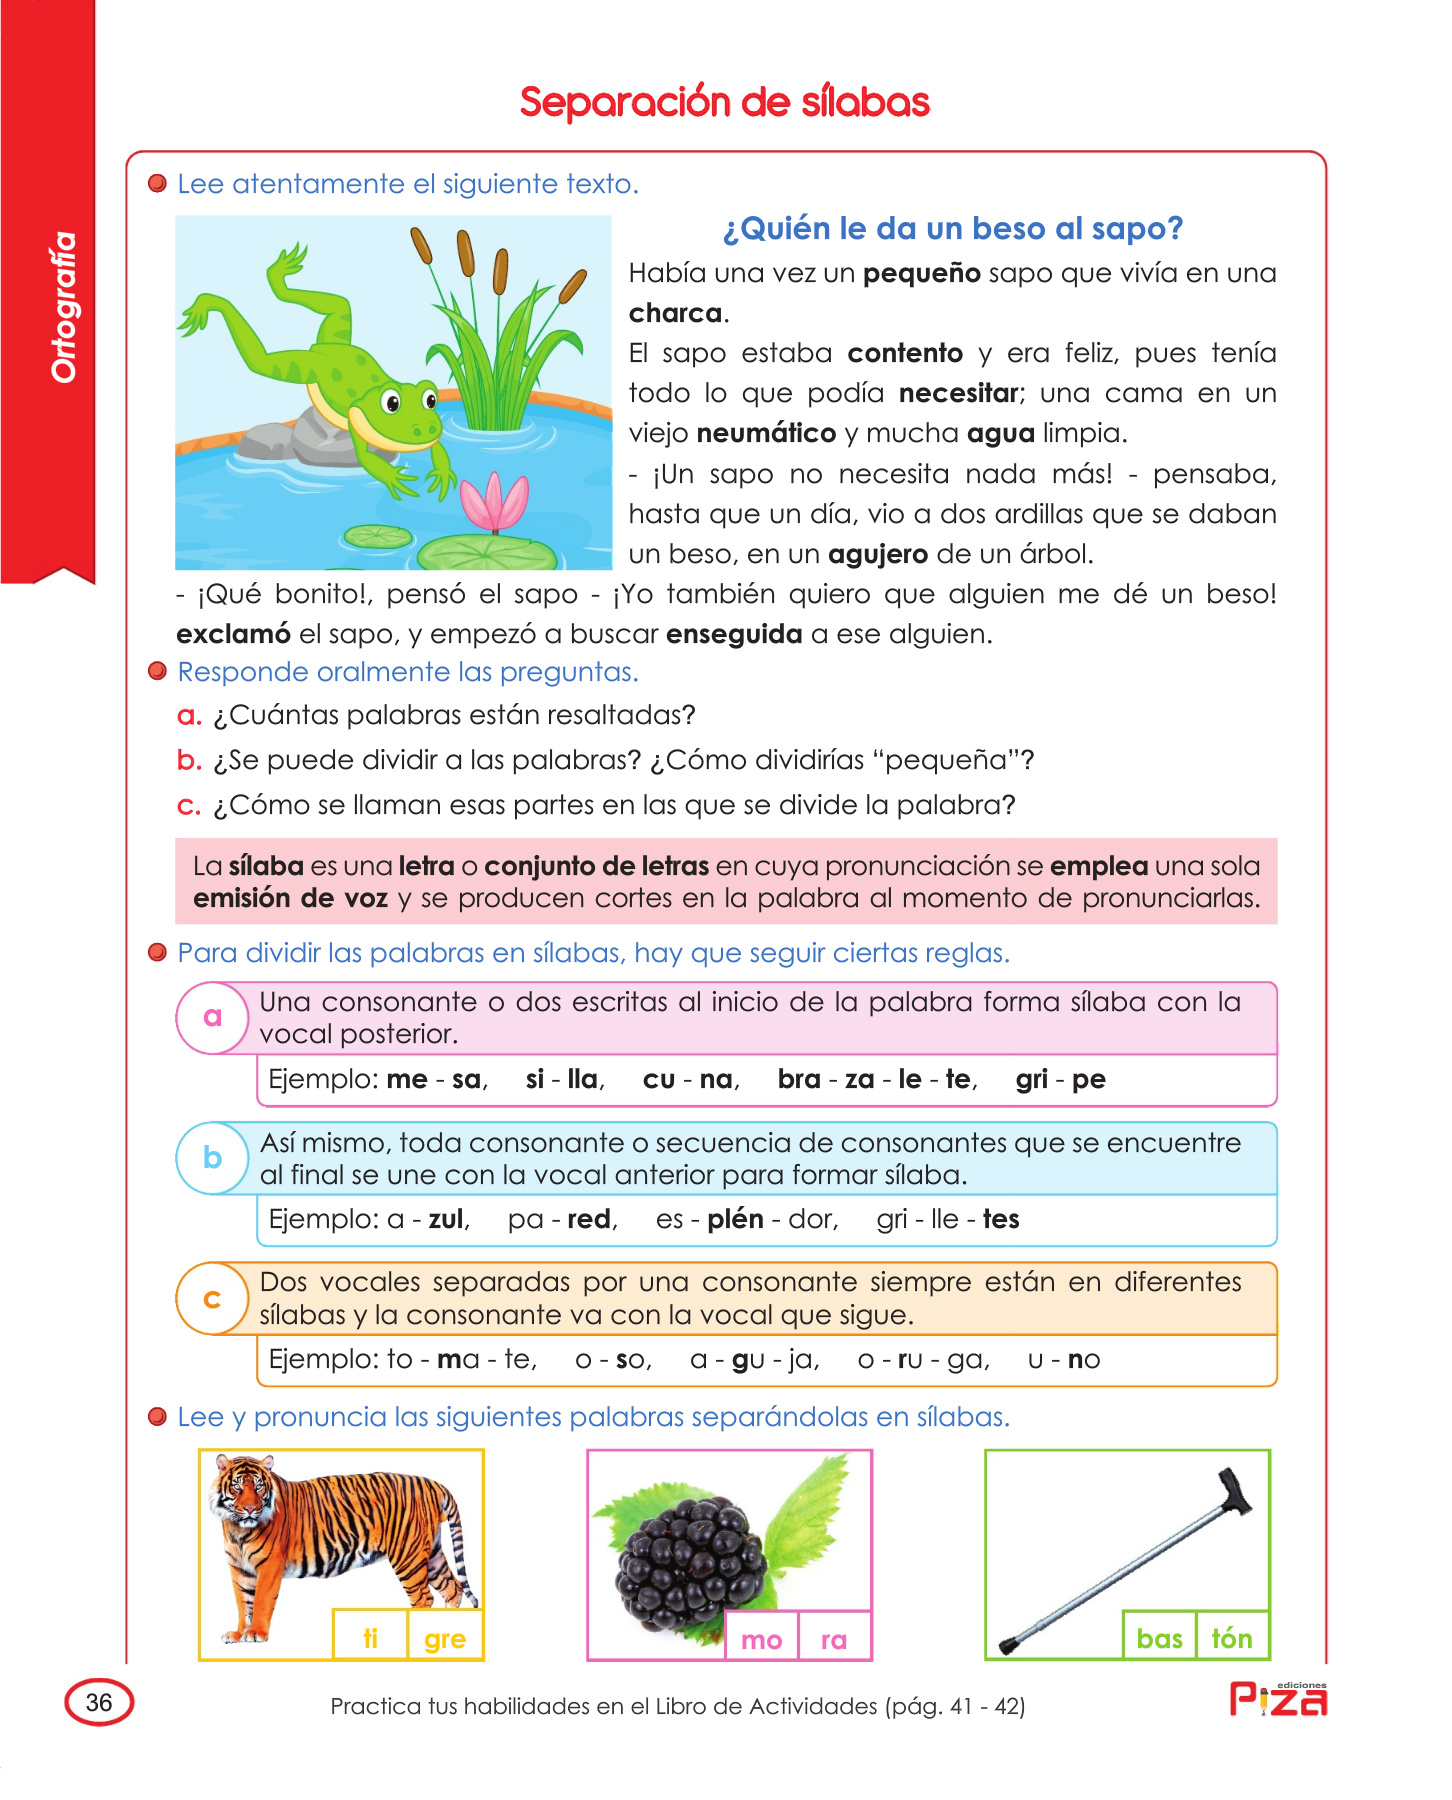 Separación de sílabas
Ortografía
Lee atentamente el siguiente texto.
¿Quién le da un beso al sapo?
Había una vez un pequeño sapo que vivía en una
charca.
El sapo estaba contento y era feliz, pues tenía
todo lo que podía necesitar; una cama en un
viejo neumático y mucha agua limpia.
- ¡Un sapo no necesita nada más! - pensaba,
hasta que un día, vio a dos ardillas que se daban
un beso, en un agujero de un árbol.
- ¡Qué bonito!, pensó el sapo - ¡Yo también quiero que alguien me dé un beso!
exclamó el sapo, y empezó a buscar enseguida a ese alguien.
Responde oralmente las preguntas.
a. ¿Cuántas palabras están resaltadas?
b. ¿Se puede dividir a las palabras? ¿Cómo dividirías “pequeña”?
c. ¿Cómo se llaman esas partes en las que se divide la palabra?
La sílaba es una letra o conjunto de letras en cuya pronunciación se emplea una sola
emisión de voz y se producen cortes en la palabra al momento de pronunciarlas.
Para dividir las palabras en sílabas, hay que seguir ciertas reglas.
a Una consonante o dos escritas al inicio de la palabra forma sílaba con la
vocal posterior.
Ejemplo: me - sa, si - lla, cu - na, bra - za - le - te, gri - pe
b Así mismo, toda consonante o secuencia de consonantes que se encuentre
al final se une con la vocal anterior para formar sílaba.
Ejemplo: a - zul, pa - red, es - plén - dor, gri - lle - tes
c Dos vocales separadas por una consonante siempre están en diferentes
sílabas y la consonante va con la vocal que sigue.
Ejemplo: to - ma - te, o - so, a - gu - ja, o - ru - ga, u - no
Lee y pronuncia las siguientes palabras separándolas en sílabas.
ti gre mo ra bas tón
36 Practica tus habilidades en el Libro de Actividades (pág. 41 - 42)
ediciones
Piza